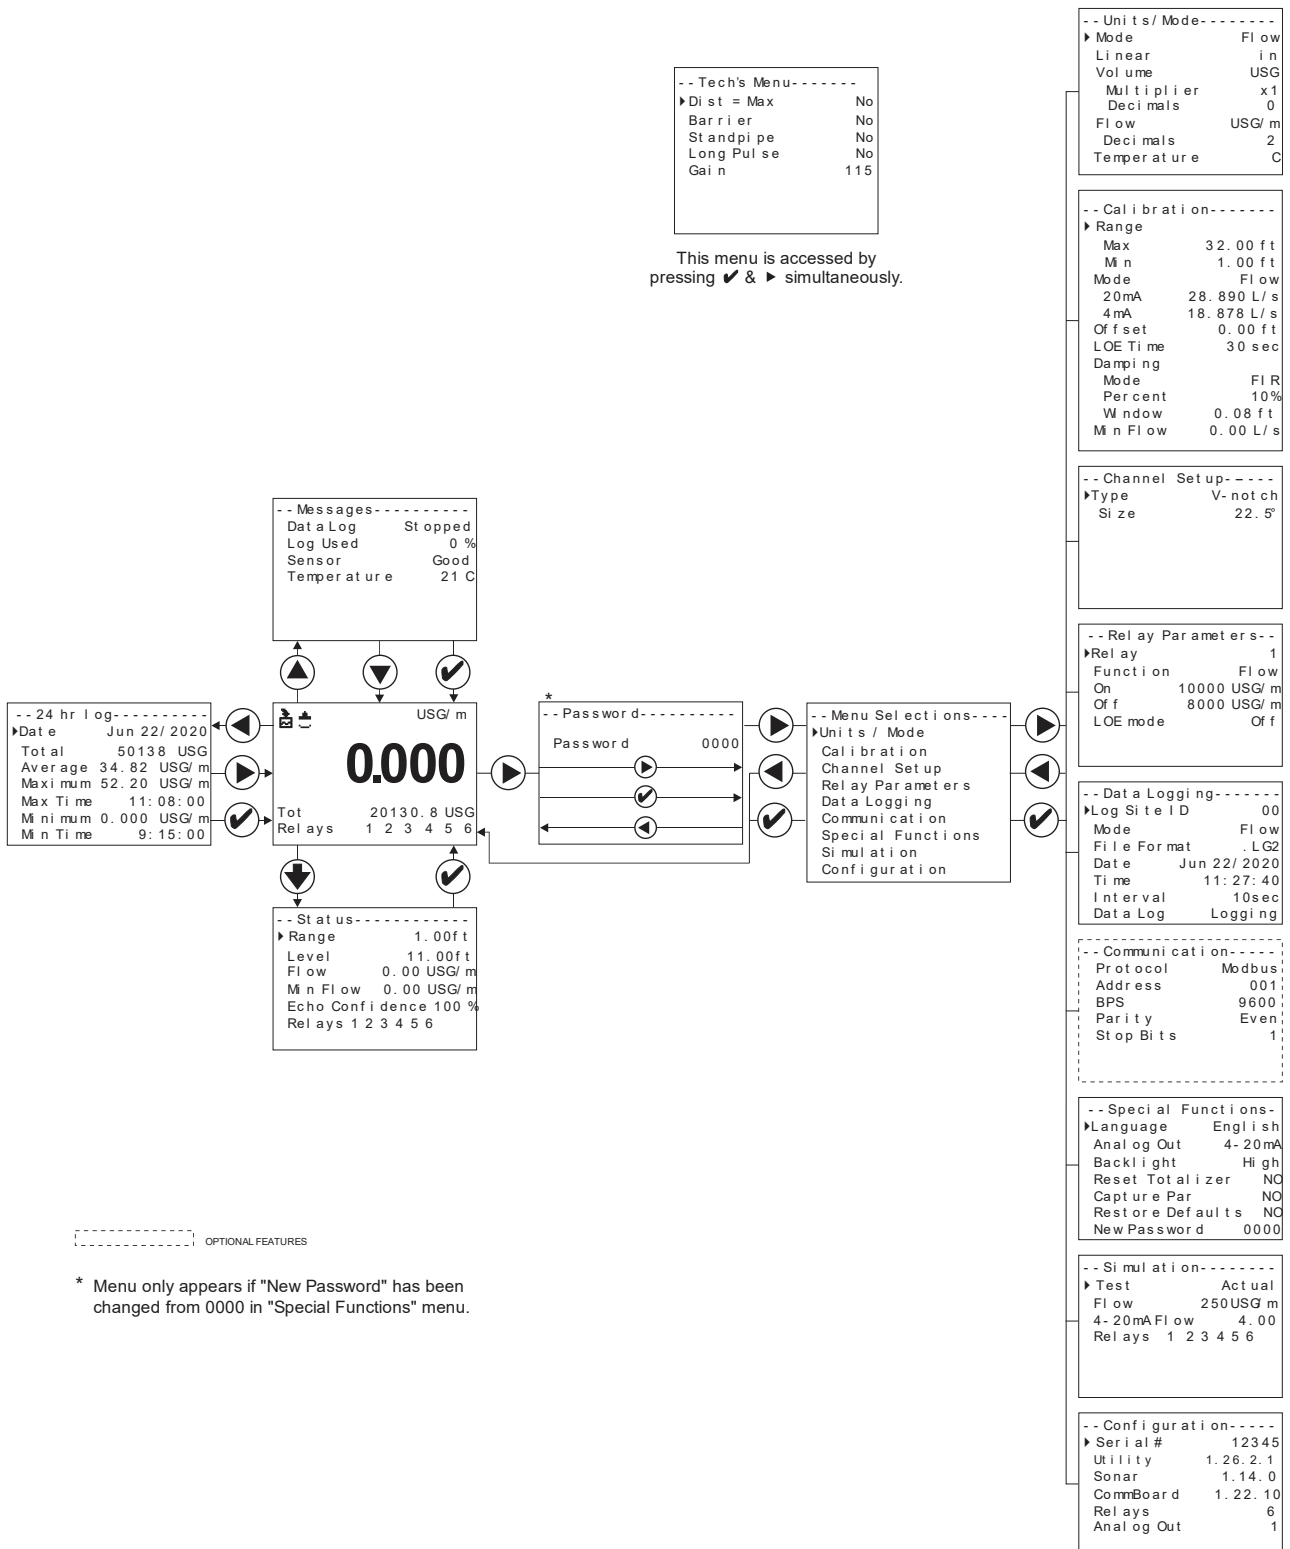 --Tech's Menu-------
Dist = Max No
Barrier No
Standpipe No
Long Pulse No
Gain 115
This menu is accessed by
pressing ✔ & ▶ simultaneously.
--Messages----------
Data Log Stopped
Log Used 0 %
Sensor Good
Temperature 21 C
--24 hr log----------
Date Jun 22/2020
Total 50138 USG
Average 34.82 USG/m
Maximum 52.20 USG/m
Max Time 11:08:00
Minimum 0.000 USG/m
Min Time 9:15:00
USG/m
0.000
Tot 20130.8 USG
Relays 1 2 3 4 5 6
--Status------------
Range 1.00ft
Level 11.00ft
Flow 0.00 USG/m
Min Flow 0.00 USG/m
Echo Confidence 100 %
Relays 1 2 3 4 5 6
*
--Password----------
Password 0000
--Menu Selections----
Units / Mode
Calibration
Channel Setup
Relay Parameters
Data Logging
Communication
Special Functions
Simulation
Configuration
--Units/Mode--------
Mode Flow
Linear in
Volume USG
Multiplier x1
Decimals 0
Flow USG/m
Decimals 2
Temperature C
--Calibration-------
Range
Max 32.00 ft
Min 1.00 ft
Mode Flow
20mA 28.890 L/s
4mA 18.878 L/s
Offset 0.00 ft
LOE Time 30 sec
Damping
Mode FIR
Percent 10%
Window 0.08 ft
Min Flow 0.00 L/s
--Channel Setup-----
Type V-notch
Size 22.5°
--Relay Parameters--
Relay 1
Function Flow
On 10000 USG/m
Off 8000 USG/m
LOE mode Off
--Data Logging------
Log Site ID 00
Mode Flow
File Format .LG2
Date Jun 22/2020
Time 11:27:40
Interval 10sec
Data Log Logging
--Communication-----
Protocol Modbus
Address 001
BPS 9600
Parity Even
Stop Bits 1
--Special Functions-
Language English
Analog Out 4-20mA
Backlight High
Reset Totalizer NO
Capture Par NO
Restore Defaults NO
New Password 0000
--Simulation--------
Test Actual
Flow 250USG/m
4-20mA Flow 4.00
Relays 1 2 3 4 5 6
--Configuration-----
Serial# 12345
Utility 1.26.2.1
Sonar 1.14.0
CommBoard 1.22.10
Relays 6
Analog Out 1
OPTIONAL FEATURES
* Menu only appears if "New Password" has been
changed from 0000 in "Special Functions" menu.